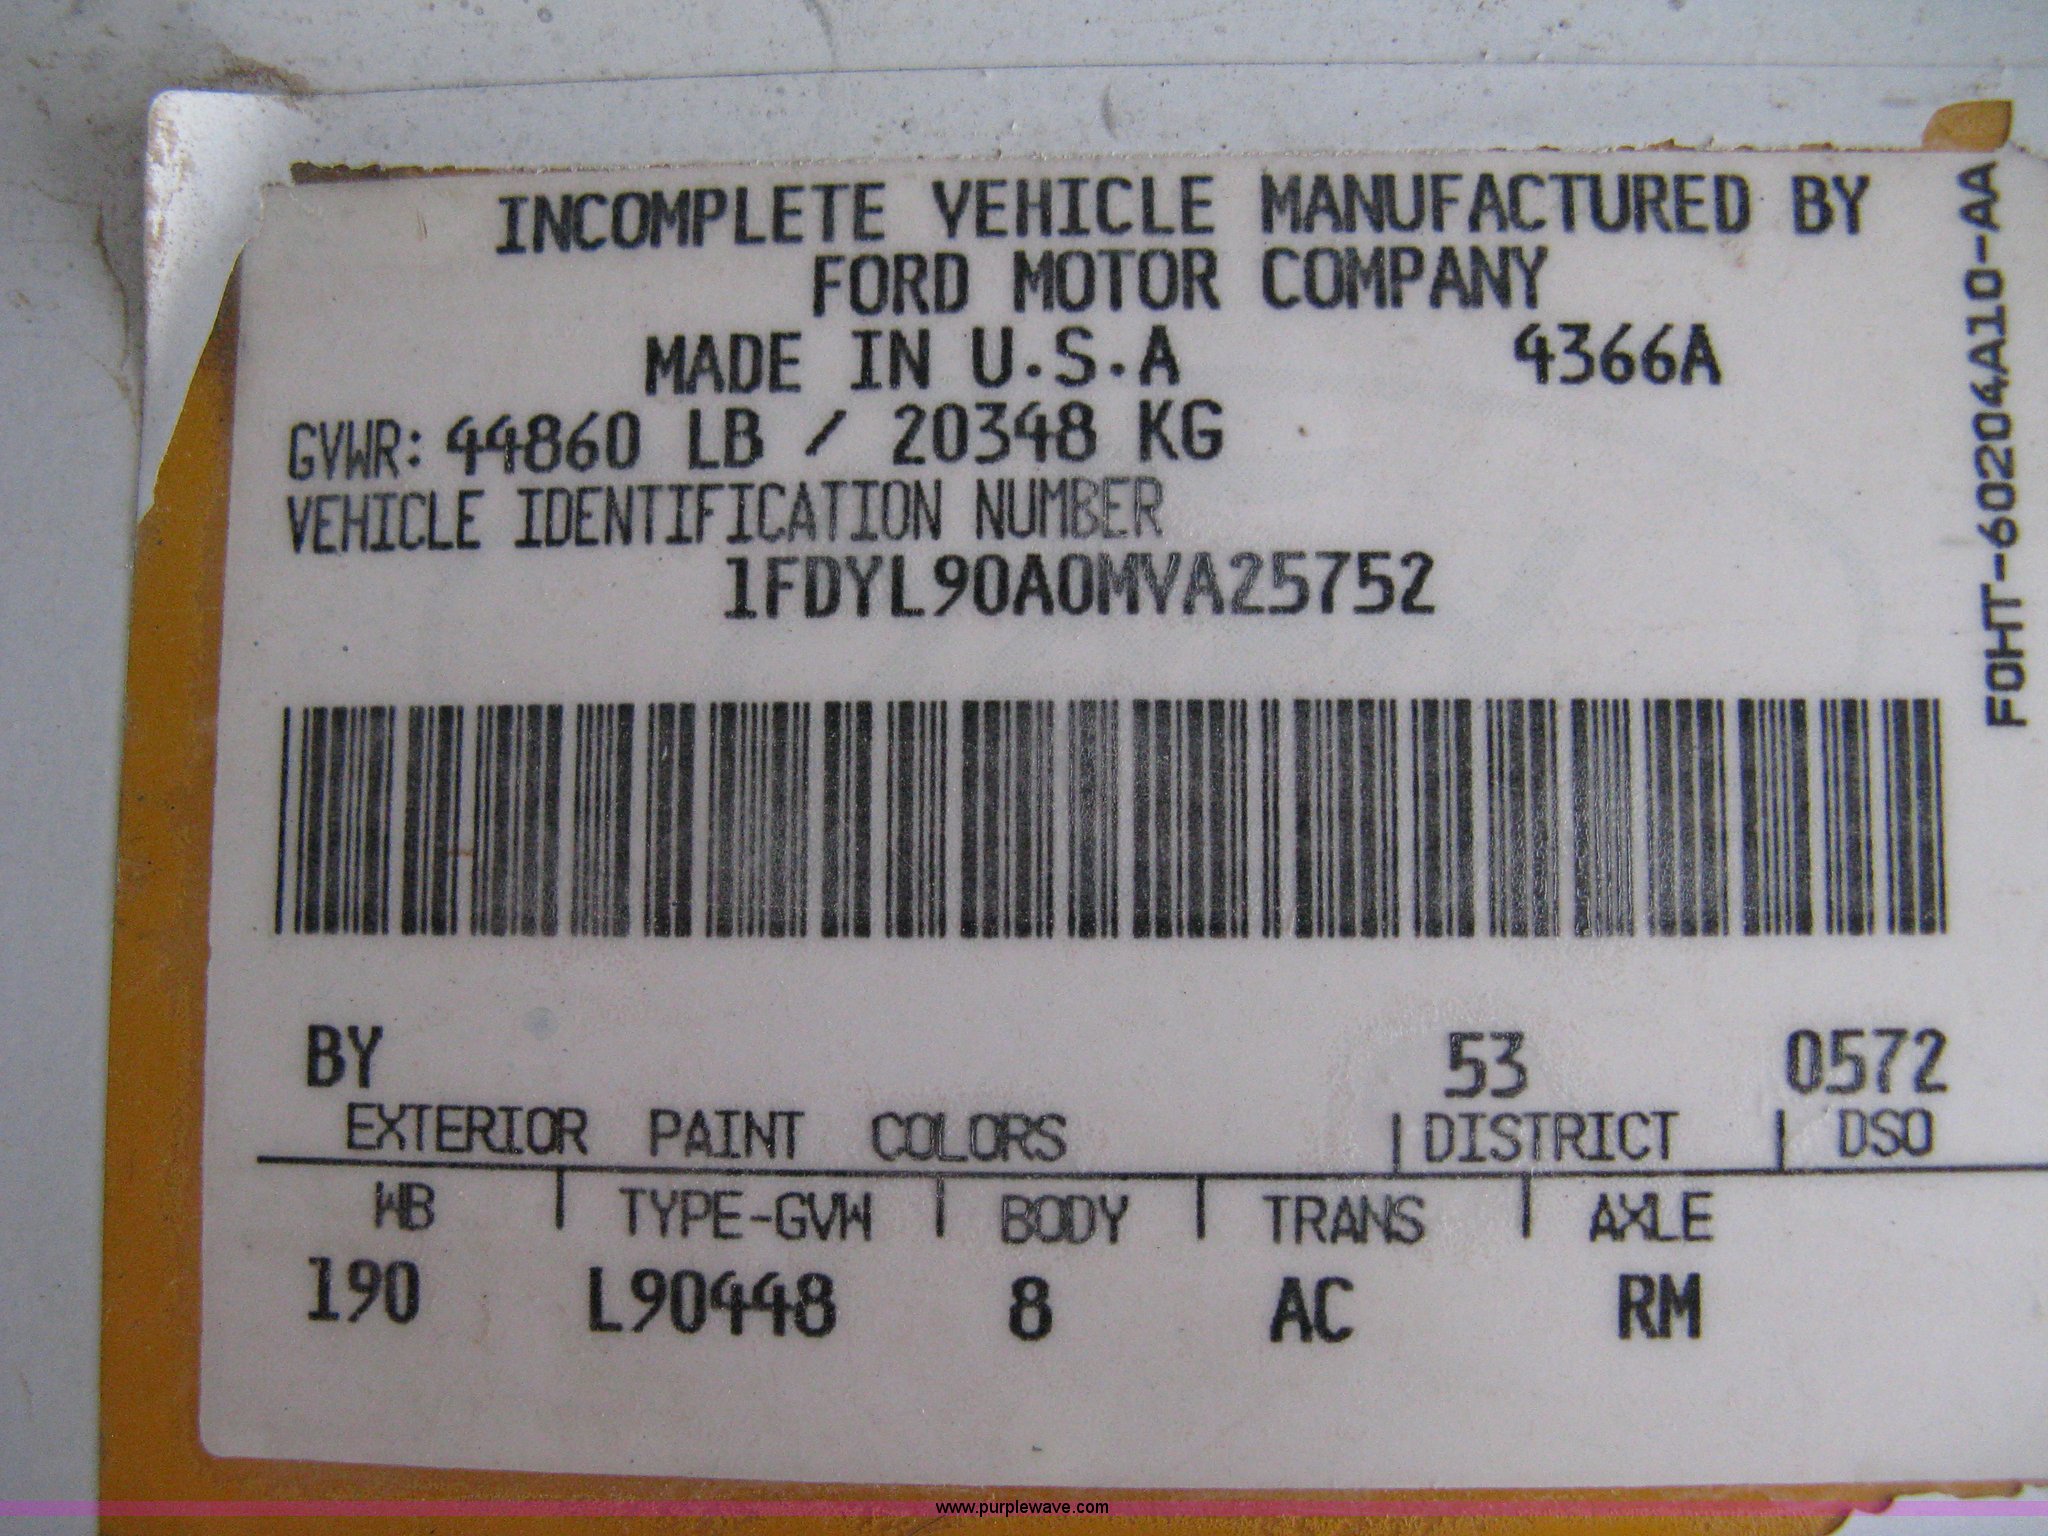 INCOMPLETE VEHICLE MANUFACTURED BY
FORD MOTOR COMPANY
MADE IN U.S.A 4366A
GVWR: 44860 LB / 20348 KG
VEHICLE IDENTIFICATION NUMBER
1FDYL90A0MVA25752
F0HT-60204A10-AA
BY 53 0572
EXTERIOR PAINT COLORS | DISTRICT | DSO
WB | TYPE-GVW | BODY | TRANS | AXLE
190 L90448 8 AC RM
www.purplewave.com